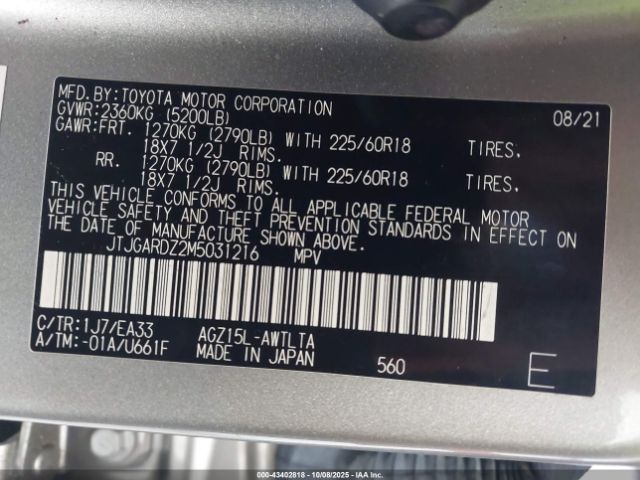 MFD.BY:TOYOTA MOTOR CORPORATION 08/21
GVWR:2360KG (5200LB)
GAWR:FRT. 1270KG (2790LB) WITH 225/60R18 TIRES.
18X7 1/2J RIMS.
RR. 1270KG (2790LB) WITH 225/60R18 TIRES.
18X7 1/2J RIMS.
THIS VEHICLE CONFORMS TO ALL APPLICABLE FEDERAL MOTOR
VEHICLE SAFETY AND THEFT PREVENTION STANDARDS IN EFFECT ON
THE DATE OF MANUFACTURE SHOWN ABOVE.
JTJGARDZ2M5031216 MPV
C/TR:1J7/EA33 AGZ15L-AWTLTA
A/TM:-01A/U661F MADE IN JAPAN 560 E
000-43402818 - 10/08/2025 - IAA, Inc.